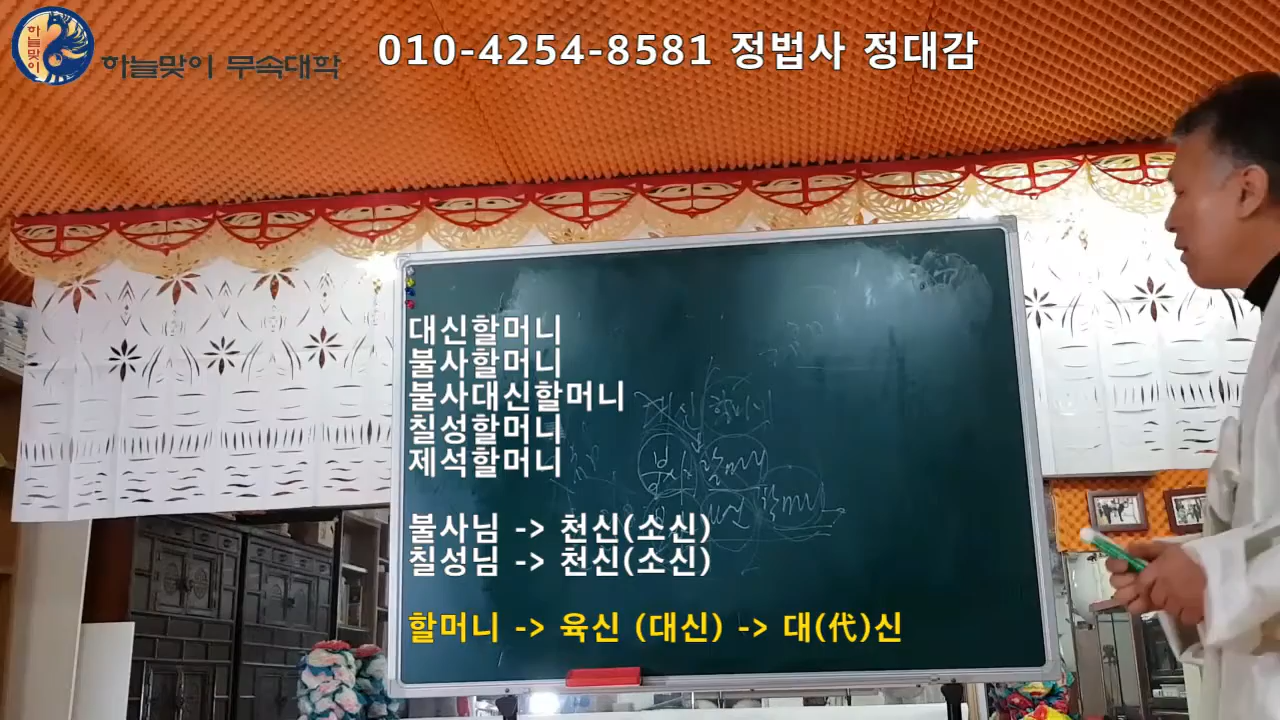 하늘맞이
하늘맞이 무속대학
010-4254-8581 정법사 정대감
대신할머니
불사할머니
불사대신할머니
칠성할머니
제석할머니
불사님 -> 천신(소신)
칠성님 -> 천신(소신)
할머니 -> 육신 (대신) -> 대(代)신